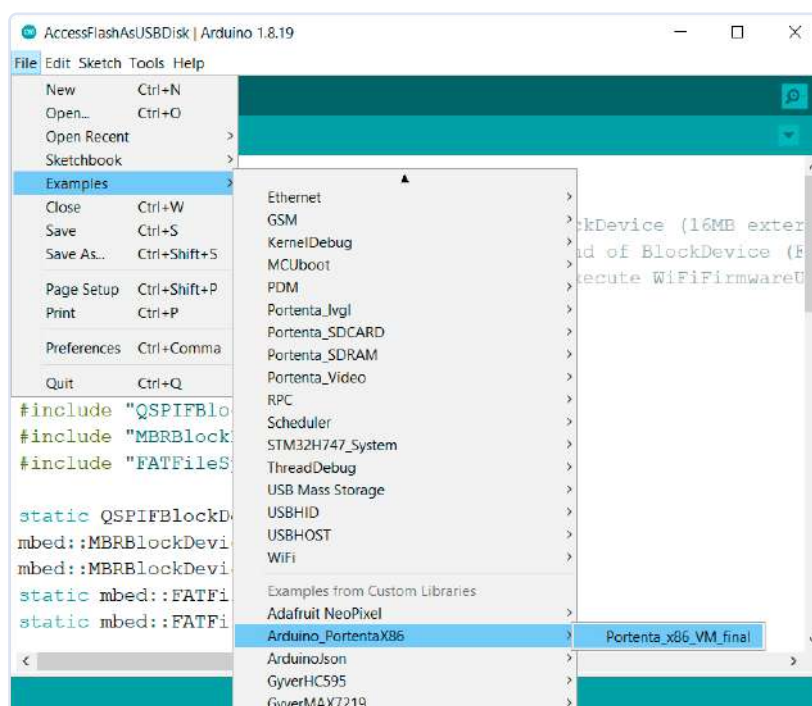 AccessFlashAsUSBDisk | Arduino 1.8.19
File Edit Sketch Tools Help
New Ctrl+N
Open... Ctrl+O
Open Recent
Sketchbook
Examples
Close Ctrl+W
Save Ctrl+S
Save As... Ctrl+Shift+S
Page Setup Ctrl+Shift+P
Print Ctrl+P
Preferences Ctrl+Comma
Quit Ctrl+Q
Ethernet
GSM
KernelDebug
MCUboot
PDM
Portenta_lvgl
Portenta_SDCARD
Portenta_SDRAM
Portenta_Video
RPC
Scheduler
STM32H747_System
ThreadDebug
USB Mass Storage
USBHID
USBHOST
WiFi
Examples from Custom Libraries
Adafruit NeoPixel
Arduino_PortentaX86
ArduinoJson
GyverHC595
GyverMAX7219
Portenta_x86_VM_final
kDevice (16MB exter
nd of BlockDevice (F
xecute WiFiFirmwareU
#include "QSPIFBlo
#include "MBRBlock
#include "FATFileS
static QSPIFBlockD
mbed::MBRBlockDevi
mbed::MBRBlockDevi
static mbed::FATFi
static mbed::FATFi